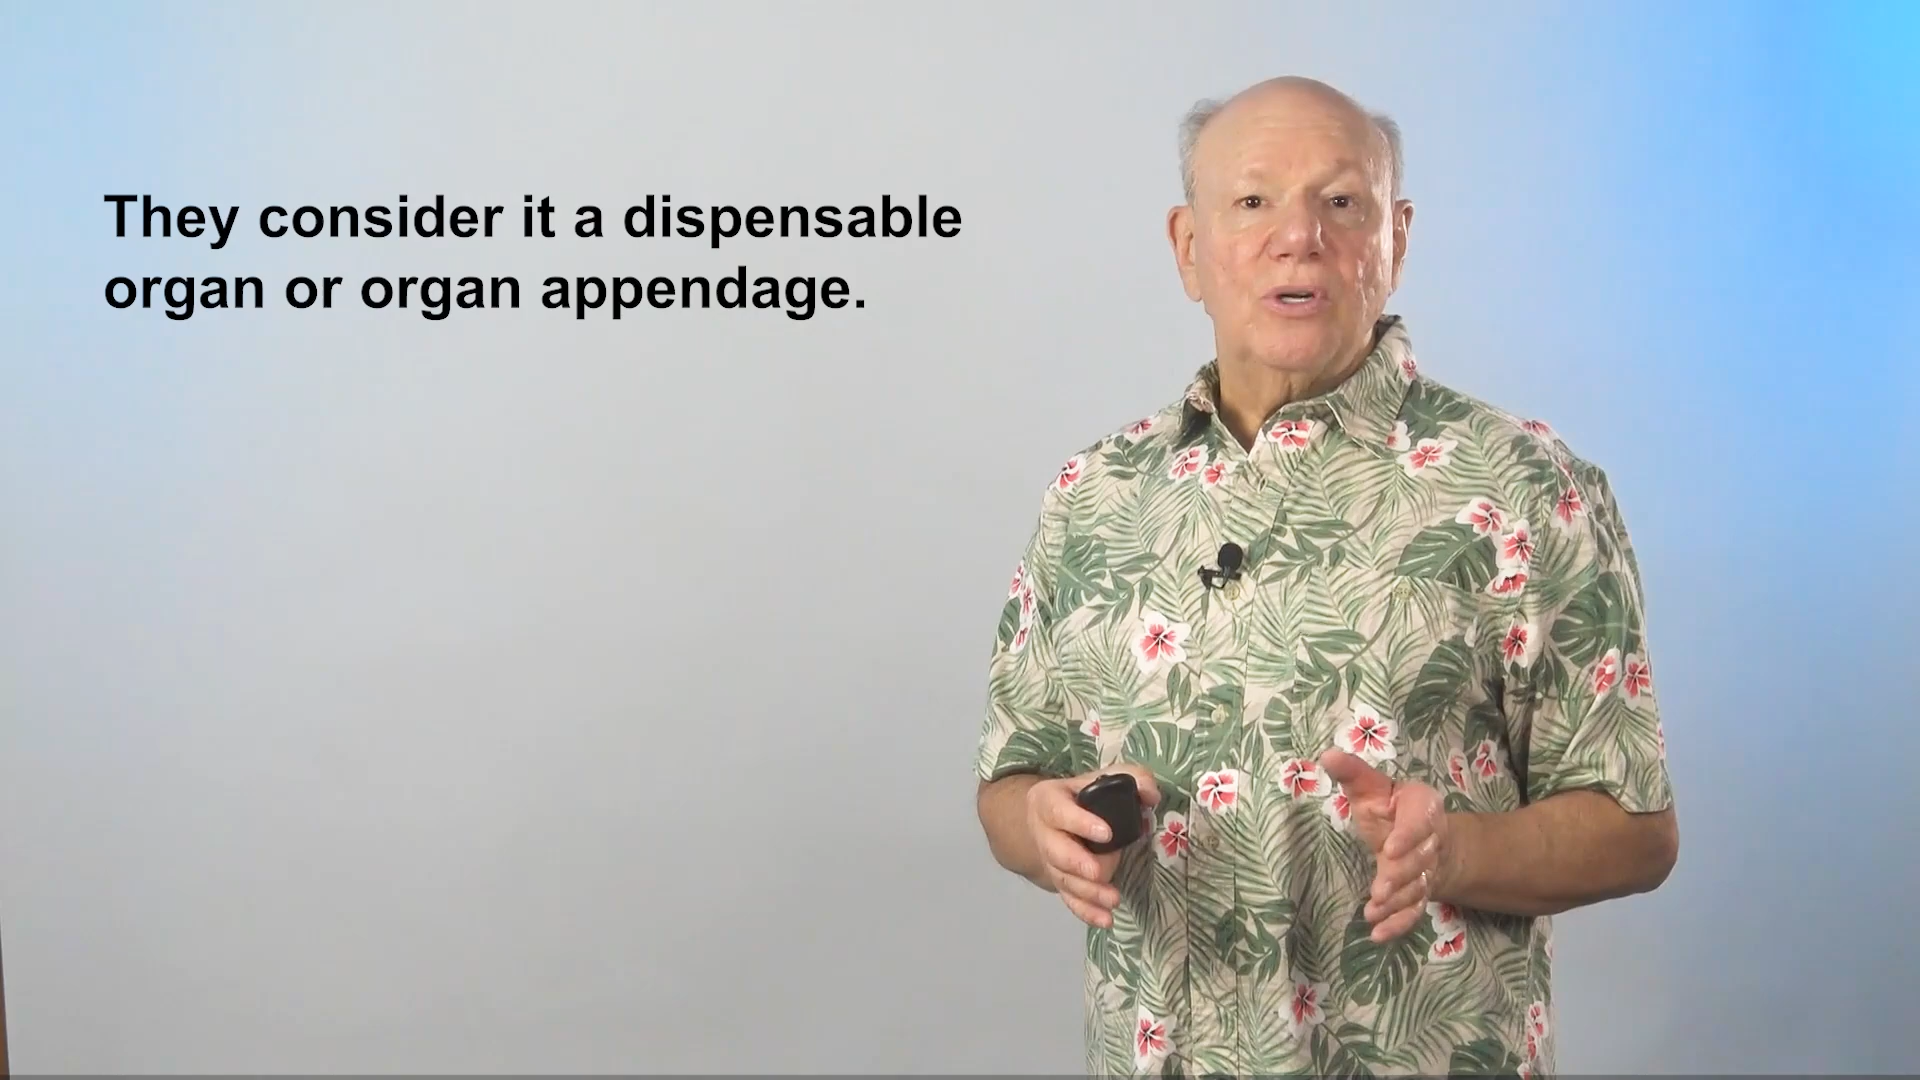 They consider it a dispensable
organ or organ appendage.